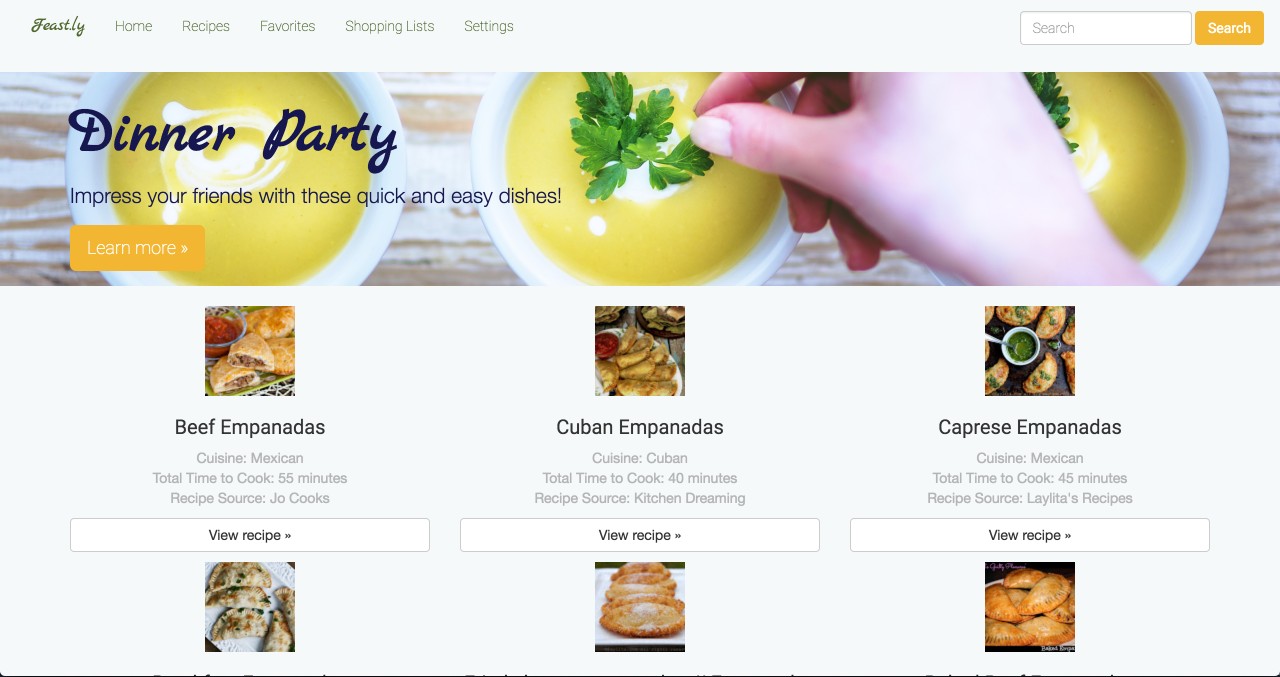 Feast.ly Home Recipes Favorites Shopping Lists Settings Search Search
Dinner Party
Impress your friends with these quick and easy dishes!
Learn more »
Beef Empanadas
Cuisine: Mexican
Total Time to Cook: 55 minutes
Recipe Source: Jo Cooks
View recipe »
Cuban Empanadas
Cuisine: Cuban
Total Time to Cook: 40 minutes
Recipe Source: Kitchen Dreaming
View recipe »
Caprese Empanadas
Cuisine: Mexican
Total Time to Cook: 45 minutes
Recipe Source: Laylita's Recipes
View recipe »